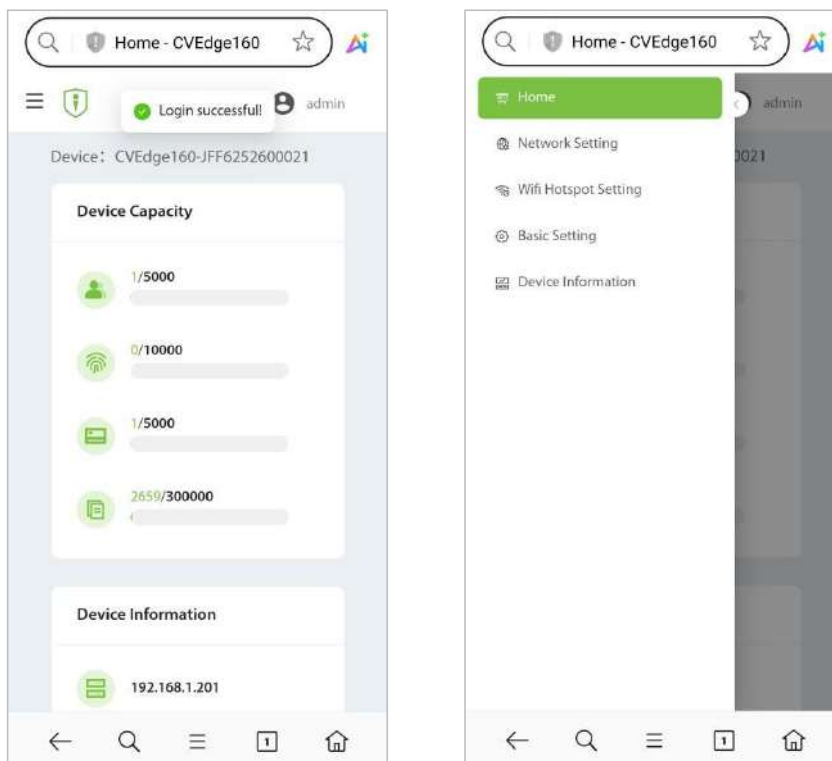 Home - CVEdge160
Login successful!
admin
Device: CVEdge160-JFF6252600021
Device Capacity
1/5000
0/10000
1/5000
2659/300000
Device Information
192.168.1.201
1
Home - CVEdge160
Home
admin
Network Setting
0021
Wifi Hotspot Setting
Basic Setting
Device Information
1